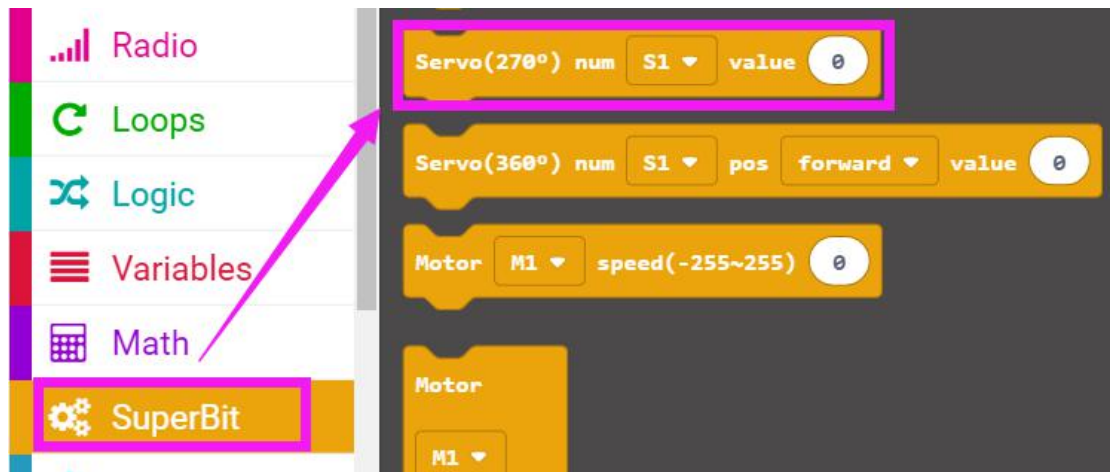 Radio
Loops
Logic
Variables
Math
SuperBit
Servo(270º) num S1 value 0
Servo(360º) num S1 pos forward value 0
Motor M1 speed(-255~255) 0
Motor
M1